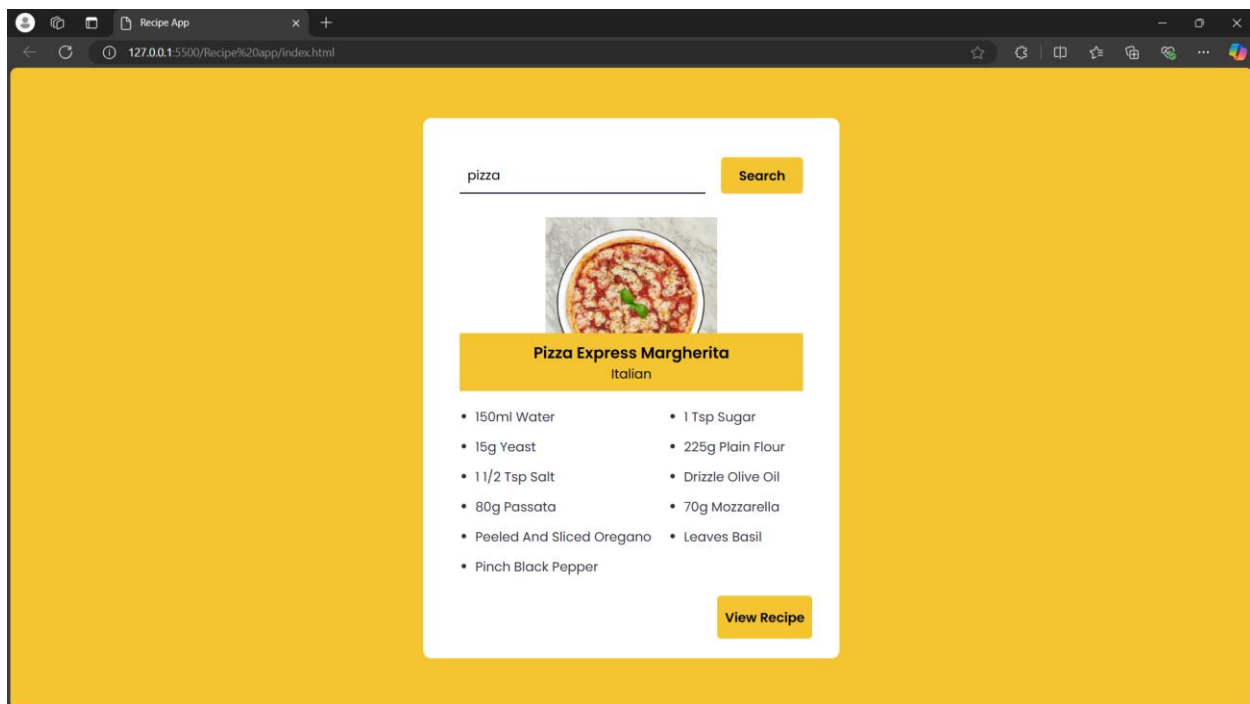 Recipe App
127.0.0.1:5500/Recipe%20app/index.html
pizza
Search
Pizza Express Margherita
Italian
• 150ml Water
• 1 Tsp Sugar
• 15g Yeast
• 225g Plain Flour
• 1 1/2 Tsp Salt
• Drizzle Olive Oil
• 80g Passata
• 70g Mozzarella
• Peeled And Sliced Oregano
• Leaves Basil
• Pinch Black Pepper
View Recipe